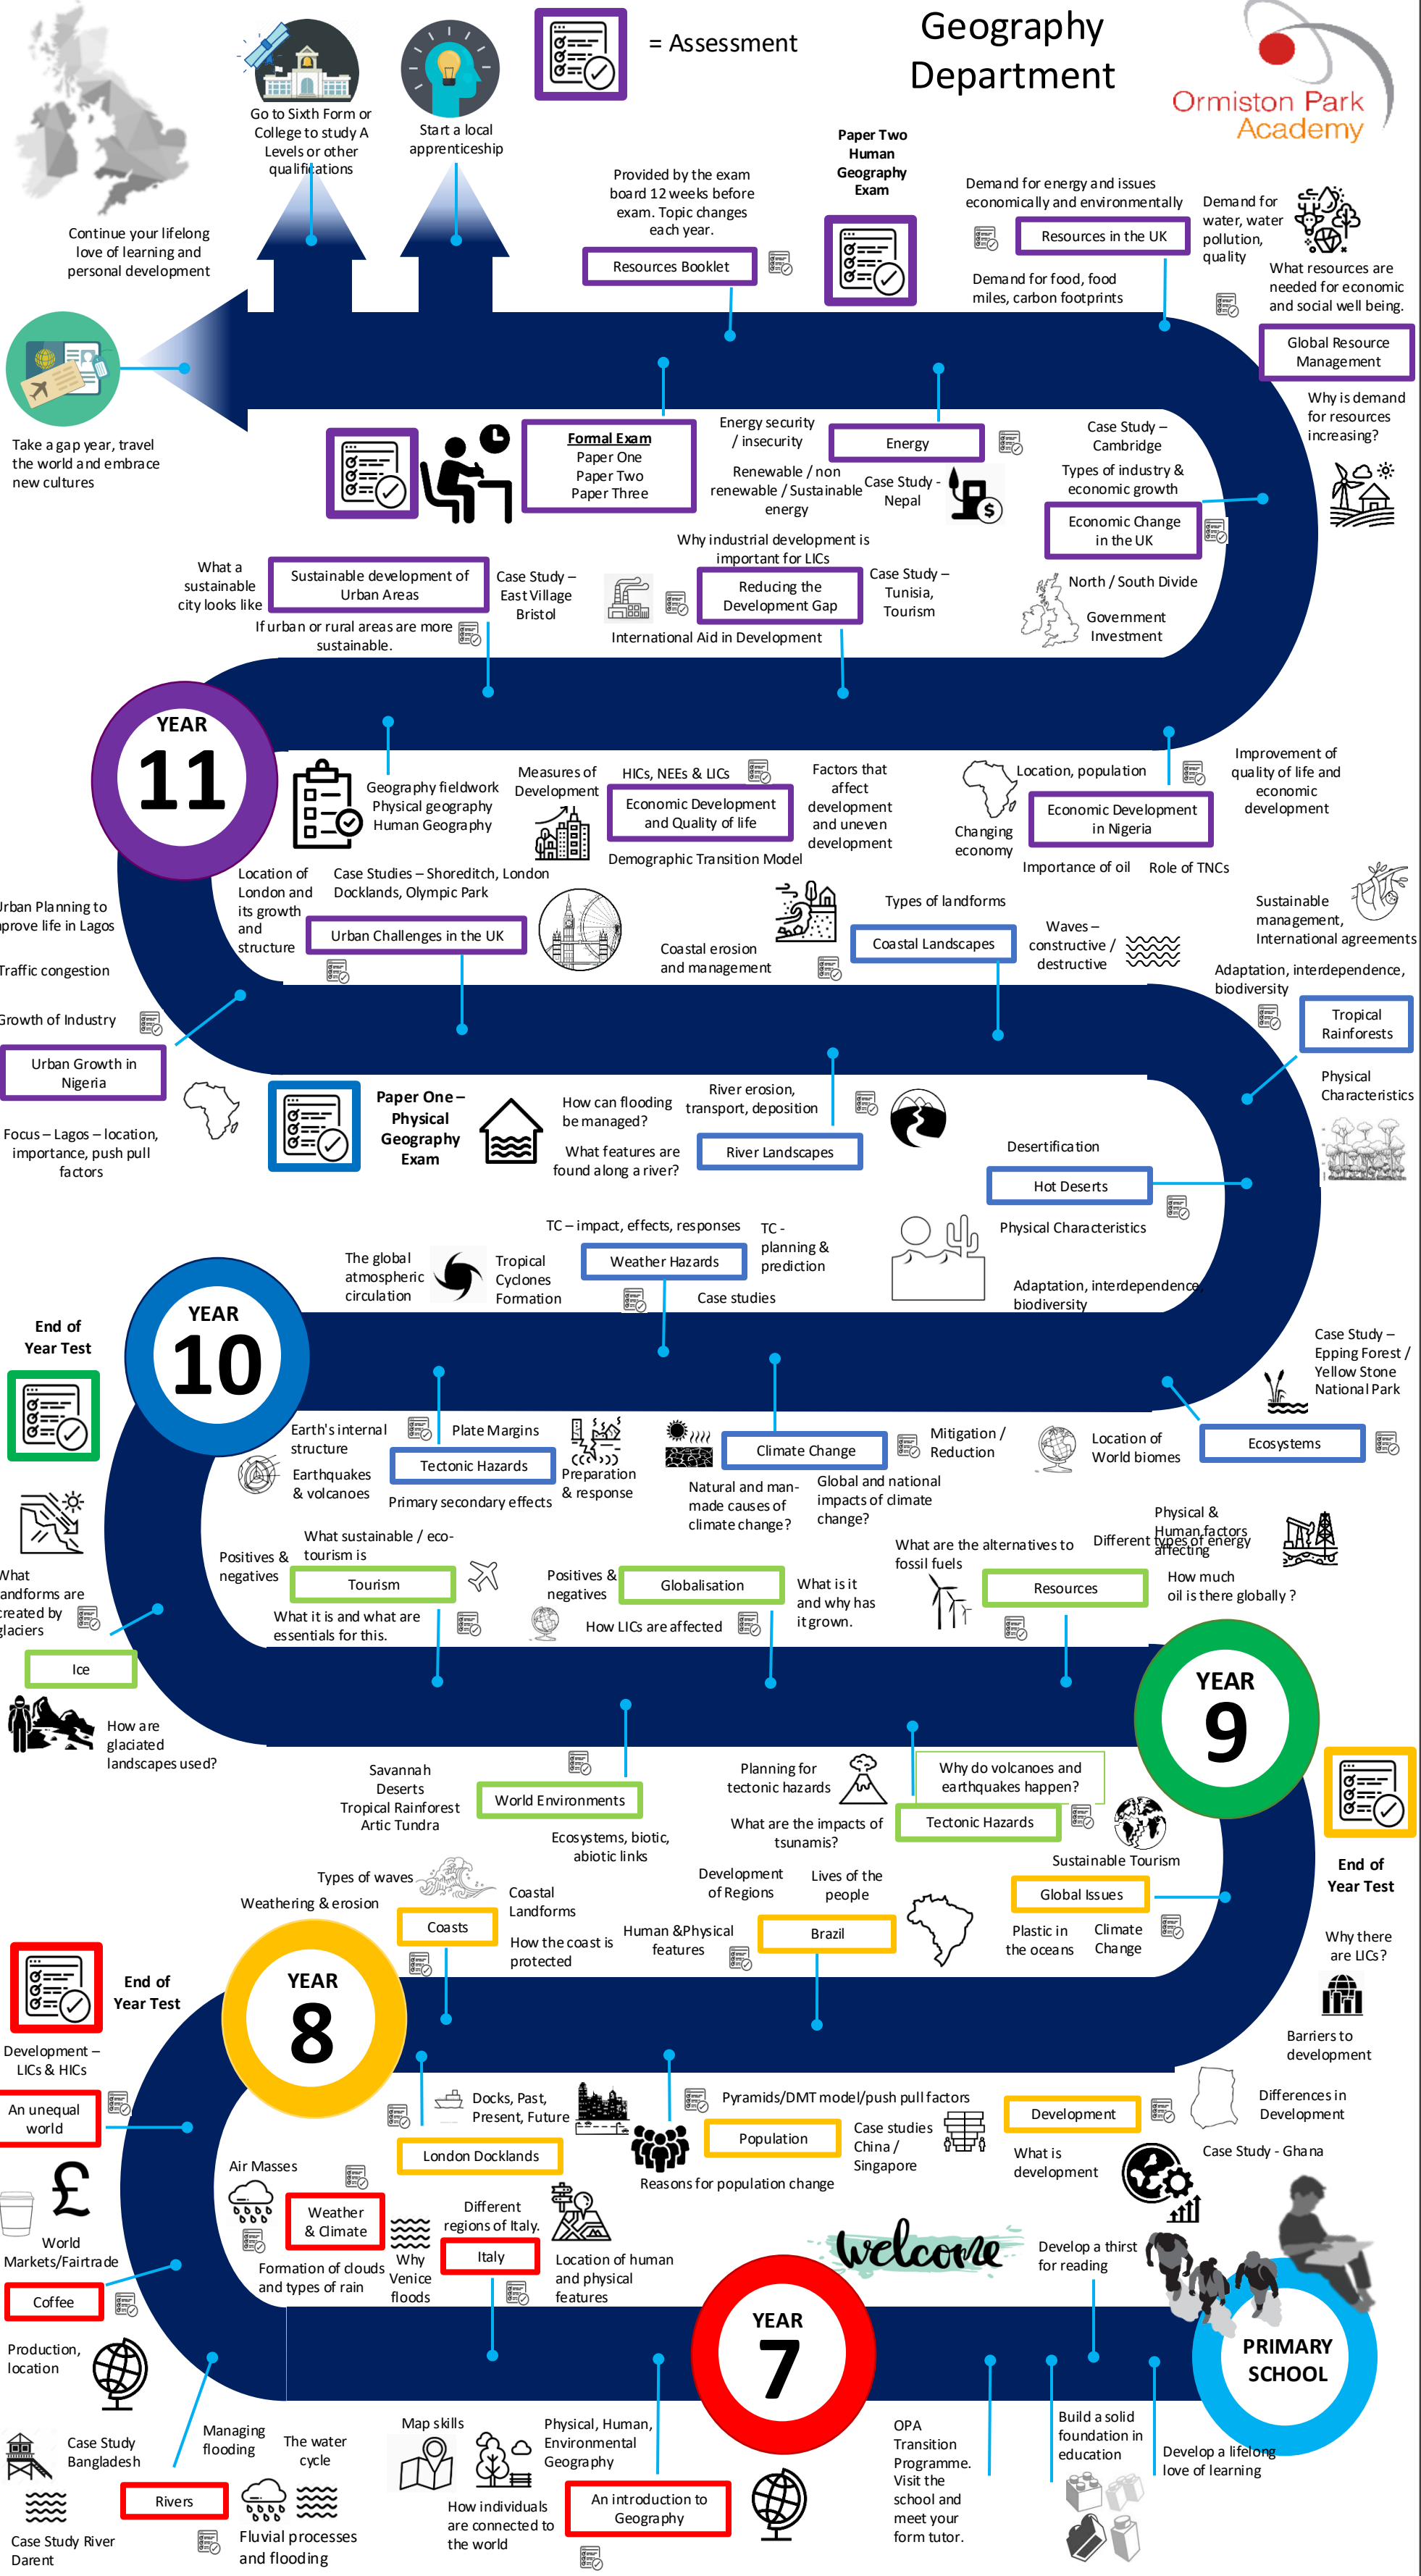 Geography
Department
= Assessment
Ormiston Park
Academy
Go to Sixth Form or
College to study A
Levels or other
qualifications
Start a local
apprenticeship
Continue your lifelong
love of learning and
personal development
Take a gap year, travel
the world and embrace
new cultures
Provided by the exam
board 12 weeks before
exam. Topic changes
each year.
Resources Booklet
Paper Two
Human
Geography
Exam
Demand for energy and issues
economically and environmentally
Resources in the UK
Demand for food, food
miles, carbon footprints
Demand for
water, water
pollution,
quality
What resources are
needed for economic
and social well being.
Global Resource
Management
Why is demand
for resources
increasing?
Formal Exam
Paper One
Paper Two
Paper Three
Energy security
/ insecurity
Energy
Renewable / non
renewable / Sustainable
energy
Case Study -
Nepal
Case Study –
Cambridge
Types of industry &
economic growth
Economic Change
in the UK
North / South Divide
Government
Investment
What a
sustainable
city looks like
Sustainable development of
Urban Areas
Case Study –
East Village
Bristol
If urban or rural areas are more
sustainable.
Why industrial development is
important for LICs
Reducing the
Development Gap
Case Study –
Tunisia,
Tourism
International Aid in Development
YEAR
11
Geography fieldwork
Physical geography
Human Geography
Measures of
Development
HICs, NEEs & LICs
Economic Development
and Quality of life
Demographic Transition Model
Factors that
affect
development
and uneven
development
Location, population
Economic Development
in Nigeria
Changing
economy
Importance of oil
Role of TNCs
Improvement of
quality of life and
economic
development
Urban Planning to
prove life in Lagos
Traffic congestion
Growth of Industry
Urban Growth in
Nigeria
Focus – Lagos – location,
importance, push pull
factors
Location of
London and
its growth
and
structure
Case Studies – Shoreditch, London
Docklands, Olympic Park
Urban Challenges in the UK
Types of landforms
Coastal Landscapes
Coastal erosion
and management
Waves –
constructive /
destructive
Sustainable
management,
International agreements
Adaptation, interdependence,
biodiversity
Tropical
Rainforests
Physical
Characteristics
Paper One –
Physical
Geography
Exam
How can flooding
be managed?
What features are
found along a river?
River erosion,
transport, deposition
River Landscapes
Desertification
Hot Deserts
Physical Characteristics
Adaptation, interdependence,
biodiversity
TC – impact, effects, responses
Weather Hazards
TC -
planning &
prediction
Case studies
The global
atmospheric
circulation
Tropical
Cyclones
Formation
YEAR
10
End of
Year Test
Earth's internal
structure
Earthquakes
& volcanoes
Plate Margins
Tectonic Hazards
Primary secondary effects
Preparation
& response
Climate Change
Natural and man-
made causes of
climate change?
Global and national
impacts of climate
change?
Mitigation /
Reduction
Location of
World biomes
Ecosystems
Case Study –
Epping Forest /
Yellow Stone
National Park
What
landforms are
created by
glaciers
Ice
How are
glaciated
landscapes used?
Positives &
negatives
What sustainable / eco-
tourism is
Tourism
What it is and what are
essentials for this.
Positives &
negatives
Globalisation
How LICs are affected
What is it
and why has
it grown.
What are the alternatives to
fossil fuels
Resources
Physical &
Human factors
affecting
Different types of energy
How much
oil is there globally ?
YEAR
9
Savannah
Deserts
Tropical Rainforest
Artic Tundra
World Environments
Ecosystems, biotic,
abiotic links
Planning for
tectonic hazards
What are the impacts of
tsunamis?
Why do volcanoes and
earthquakes happen?
Tectonic Hazards
Sustainable Tourism
Global Issues
Plastic in
the oceans
Climate
Change
End of
Year Test
Types of waves
Weathering & erosion
Coasts
Coastal
Landforms
How the coast is
protected
Development
of Regions
Lives of the
people
Human &Physical
features
Brazil
Why there
are LICs?
Barriers to
development
YEAR
8
End of
Year Test
Development –
LICs & HICs
An unequal
world
Docks, Past,
Present, Future
London Docklands
Pyramids/DMT model/push pull factors
Population
Case studies
China /
Singapore
Reasons for population change
Development
What is
development
Differences in
Development
Case Study - Ghana
World
Markets/Fairtrade
Coffee
Production,
location
Air Masses
Weather
& Climate
Formation of clouds
and types of rain
Why
Venice
floods
Different
regions of Italy.
Italy
Location of human
and physical
features
welcome
Develop a thirst
for reading
YEAR
7
PRIMARY
SCHOOL
Case Study
Bangladesh
Managing
flooding
The water
cycle
Rivers
Case Study River
Darent
Fluvial processes
and flooding
Map skills
Physical, Human,
Environmental
Geography
How individuals
are connected to
the world
An introduction to
Geography
OPA
Transition
Programme.
Visit the
school and
meet your
form tutor.
Build a solid
foundation in
education
Develop a lifelong
love of learning